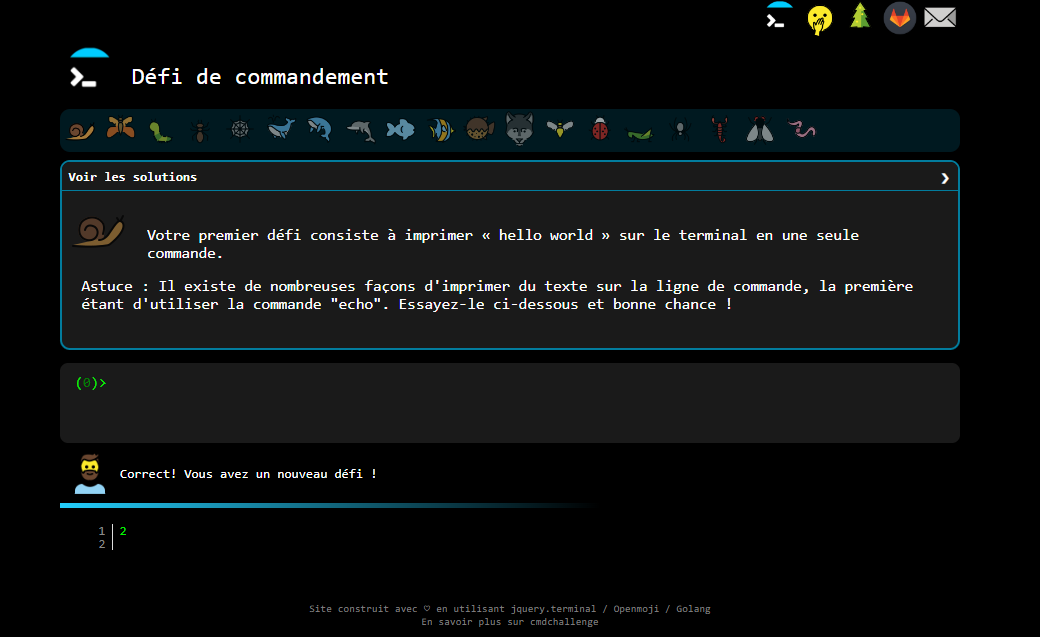 Défi de commandement
Voir les solutions
Votre premier défi consiste à imprimer « hello world » sur le terminal en une seule
commande.
Astuce : Il existe de nombreuses façons d'imprimer du texte sur la ligne de commande, la première
étant d'utiliser la commande "echo". Essayez-le ci-dessous et bonne chance !
(0)>
Correct! Vous avez un nouveau défi !
1 2
2
Site construit avec ♡ en utilisant jquery.terminal / Openmoji / Golang
En savoir plus sur cmdchallenge